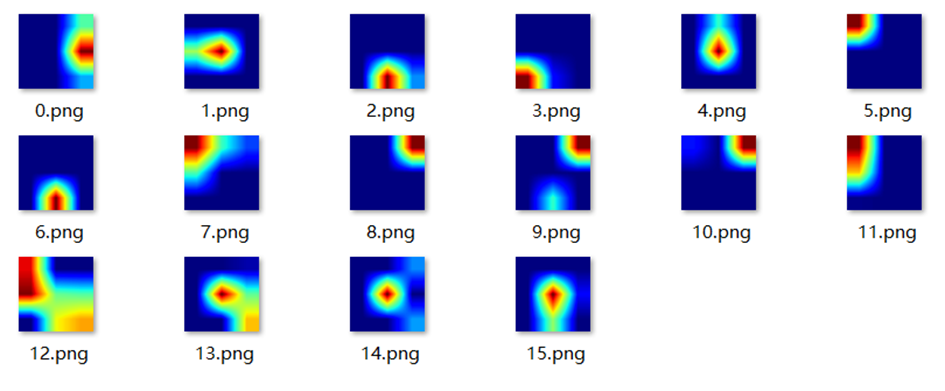 0.png 1.png 2.png 3.png 4.png 5.png
6.png 7.png 8.png 9.png 10.png 11.png
12.png 13.png 14.png 15.png